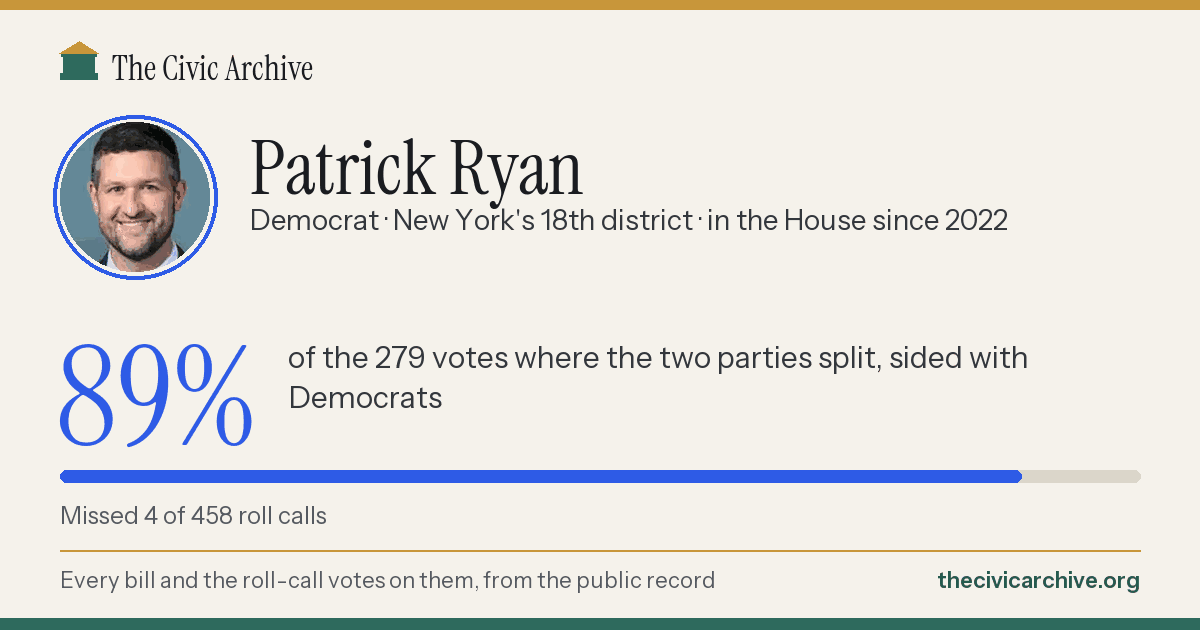 The Civic Archive
Patrick Ryan
Democrat · New York's 18th district · in the House since 2022
89%
of the 279 votes where the two parties split, sided with
Democrats
Missed 4 of 458 roll calls
Every bill and the roll-call votes on them, from the public record
thecivicarchive.org